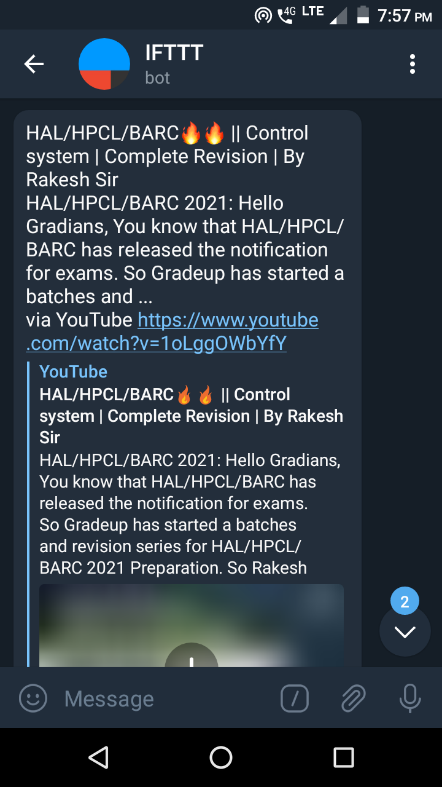 4G LTE 7:57 PM
IFTTT
bot
HAL/HPCL/BARC🔥🔥 || Control
system | Complete Revision | By
Rakesh Sir
HAL/HPCL/BARC 2021: Hello
Gradians, You know that HAL/HPCL/
BARC has released the notification
for exams. So Gradeup has started a
batches and ...
via YouTube https://www.youtube
.com/watch?v=1oLggOWbYfY
YouTube
HAL/HPCL/BARC🔥 🔥 || Control
system | Complete Revision | By Rakesh
Sir
HAL/HPCL/BARC 2021: Hello Gradians,
You know that HAL/HPCL/BARC has
released the notification for exams.
So Gradeup has started a batches
and revision series for HAL/HPCL/
BARC 2021 Preparation. So Rakesh
2
Message
/